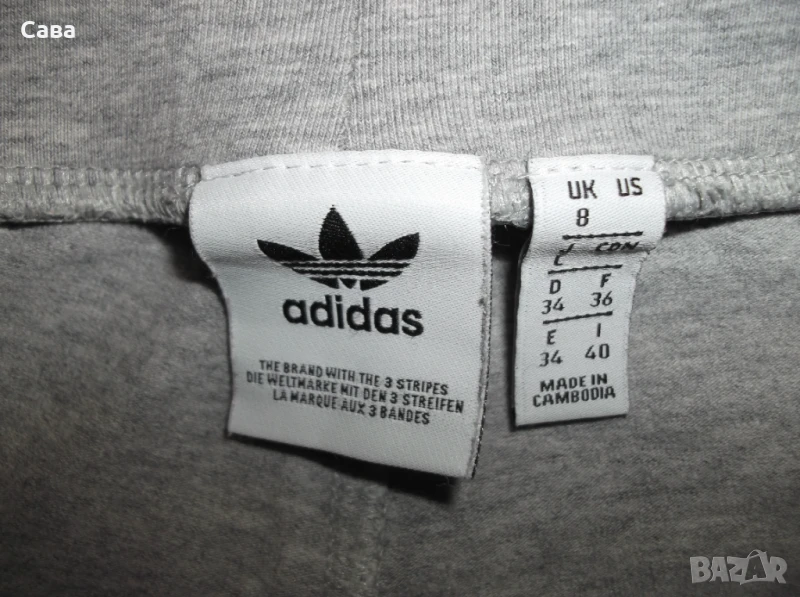 Сава
adidas
THE BRAND WITH THE 3 STRIPES
DIE WELTMARKE MIT DEN 3 STREIFEN
LA MARQUE AUX 3 BANDES
UK US
8
D F
34 36
E I
34 40
MADE IN
CAMBODIA
BAZAR